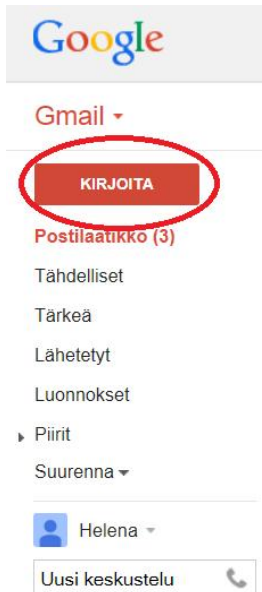 Google
Gmail
KIRJOITA
Postilaatikko (3)
Tähdelliset
Tärkeä
Lähetetyt
Luonnokset
Piirit
Suurenna
Helena
Uusi keskustelu